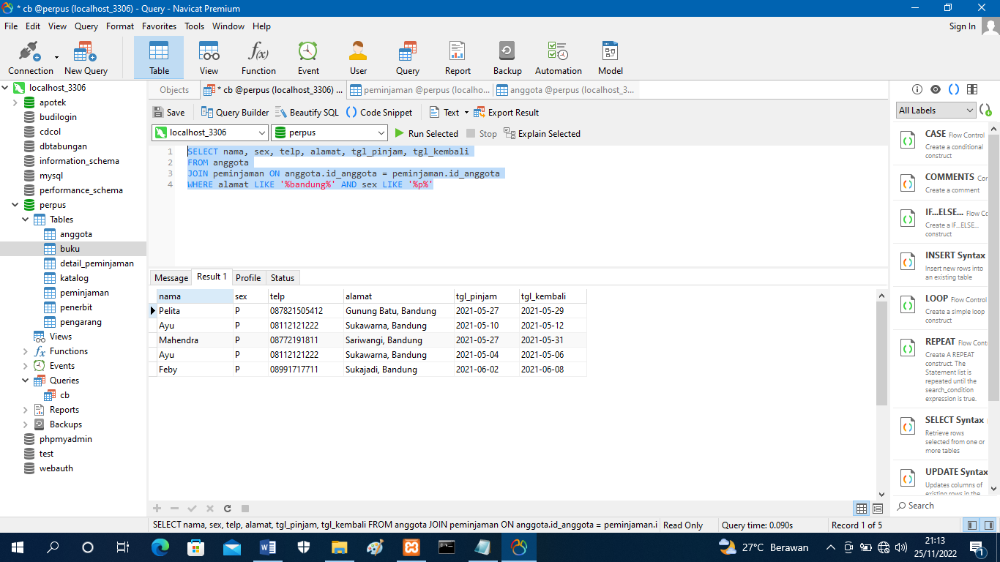 * cb @perpus (localhost_3306) - Query - Navicat Premium
File Edit View Query Format Favorites Tools Window Help Sign In
Connection New Query Table View Function Event User Query Report Backup Automation Model
localhost_3306
apotek
budilogin
cdcol
dbtabungan
information_schema
mysql
performance_schema
perpus
Tables
anggota
buku
detail_peminjaman
katalog
peminjaman
penerbit
pengarang
Views
Functions
Events
Queries
cb
Reports
Backups
phpmyadmin
test
webauth
Objects * cb @perpus (localhost_3306) ... peminjaman @perpus (localho... anggota @perpus (localhost_3...
Save Query Builder Beautify SQL Code Snippet Text Export Result
localhost_3306 perpus Run Selected Stop Explain Selected
1 SELECT nama, sex, telp, alamat, tgl_pinjam, tgl_kembali
2 FROM anggota
3 JOIN peminjaman ON anggota.id_anggota = peminjaman.id_anggota
4 WHERE alamat LIKE '%bandung%' AND sex LIKE '%p%'
Message Result 1 Profile Status
nama sex telp alamat tgl_pinjam tgl_kembali
Pelita P 087821505412 Gunung Batu, Bandung 2021-05-27 2021-05-29
Ayu P 08112121222 Sukawarna, Bandung 2021-05-10 2021-05-12
Mahendra P 08772191811 Sariwangi, Bandung 2021-05-27 2021-05-31
Ayu P 08112121222 Sukawarna, Bandung 2021-05-04 2021-05-06
Feby P 08991717711 Sukajadi, Bandung 2021-06-02 2021-06-08
All Labels
CASE Flow Control
Create a conditional
construct
COMMENTS Cor
Create a comment
IF...ELSE... Flow Cc
Create a IF...ELSE...
construct
INSERT Syntax
Insert new rows into
an existing table
LOOP Flow Control
Create a simple loop
construct
REPEAT Flow Cont
Create A REPEAT
construct. The
Statement list is
repeated until the
search_condition
expression is true.
SELECT Syntax
Retrieve rows
selected from one or
more tables
UPDATE Syntax
Updates columns of
existing rows in the
Search
SELECT nama, sex, telp, alamat, tgl_pinjam, tgl_kembali FROM anggota JOIN peminjaman ON anggota.id_anggota = peminjaman.i Read Only Query time: 0.090s Record 1 of 5
27°C Berawan 21:13
25/11/2022
1